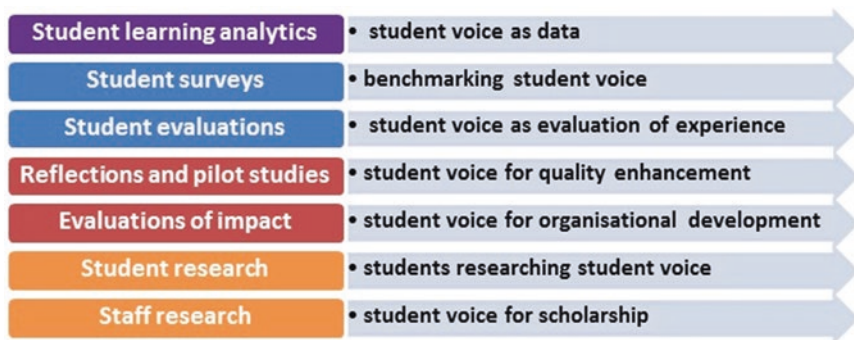 Student learning analytics • student voice as data
Student surveys • benchmarking student voice
Student evaluations • student voice as evaluation of experience
Reflections and pilot studies • student voice for quality enhancement
Evaluations of impact • student voice for organisational development
Student research • students researching student voice
Staff research • student voice for scholarship